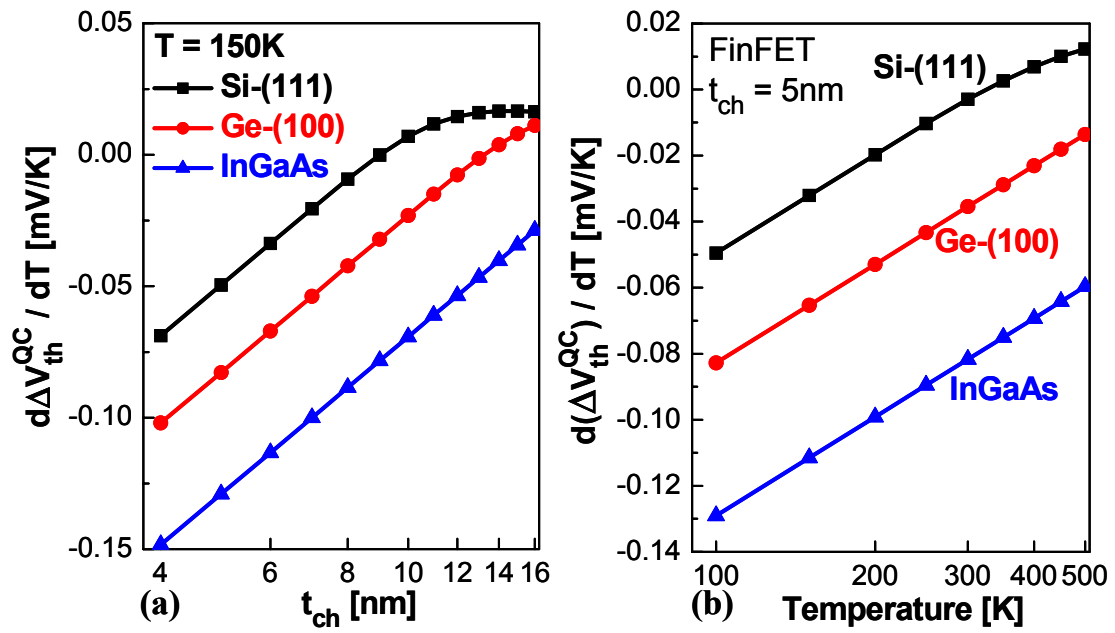 0.05
0.00
-0.05
-0.10
-0.15
dΔV_th^QC / dT [mV/K]
T = 150K
Si-(111)
Ge-(100)
InGaAs
4 6 8 10 12 14 16
(a) t_ch [nm]
0.02
0.00
-0.02
-0.04
-0.06
-0.08
-0.10
-0.12
-0.14
d(ΔV_th^QC) / dT [mV/K]
FinFET
t_ch = 5nm
Si-(111)
Ge-(100)
InGaAs
100 200 300 400 500
(b) Temperature [K]